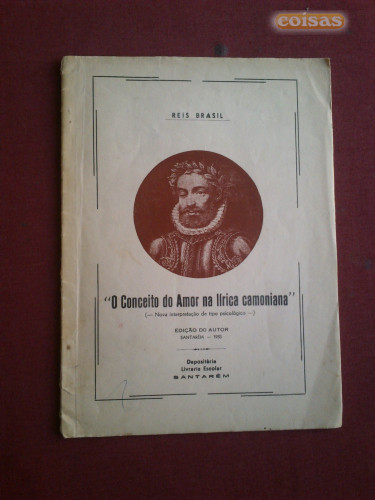 coisas
REIS BRASIL
"O Conceito do Amor na lírica camoniana"
(— Nova interpretação de tipo psicológico —)
EDIÇÃO DO AUTOR
SANTARÉM —
Depositária
Livraria Escolar
SANTARÉM